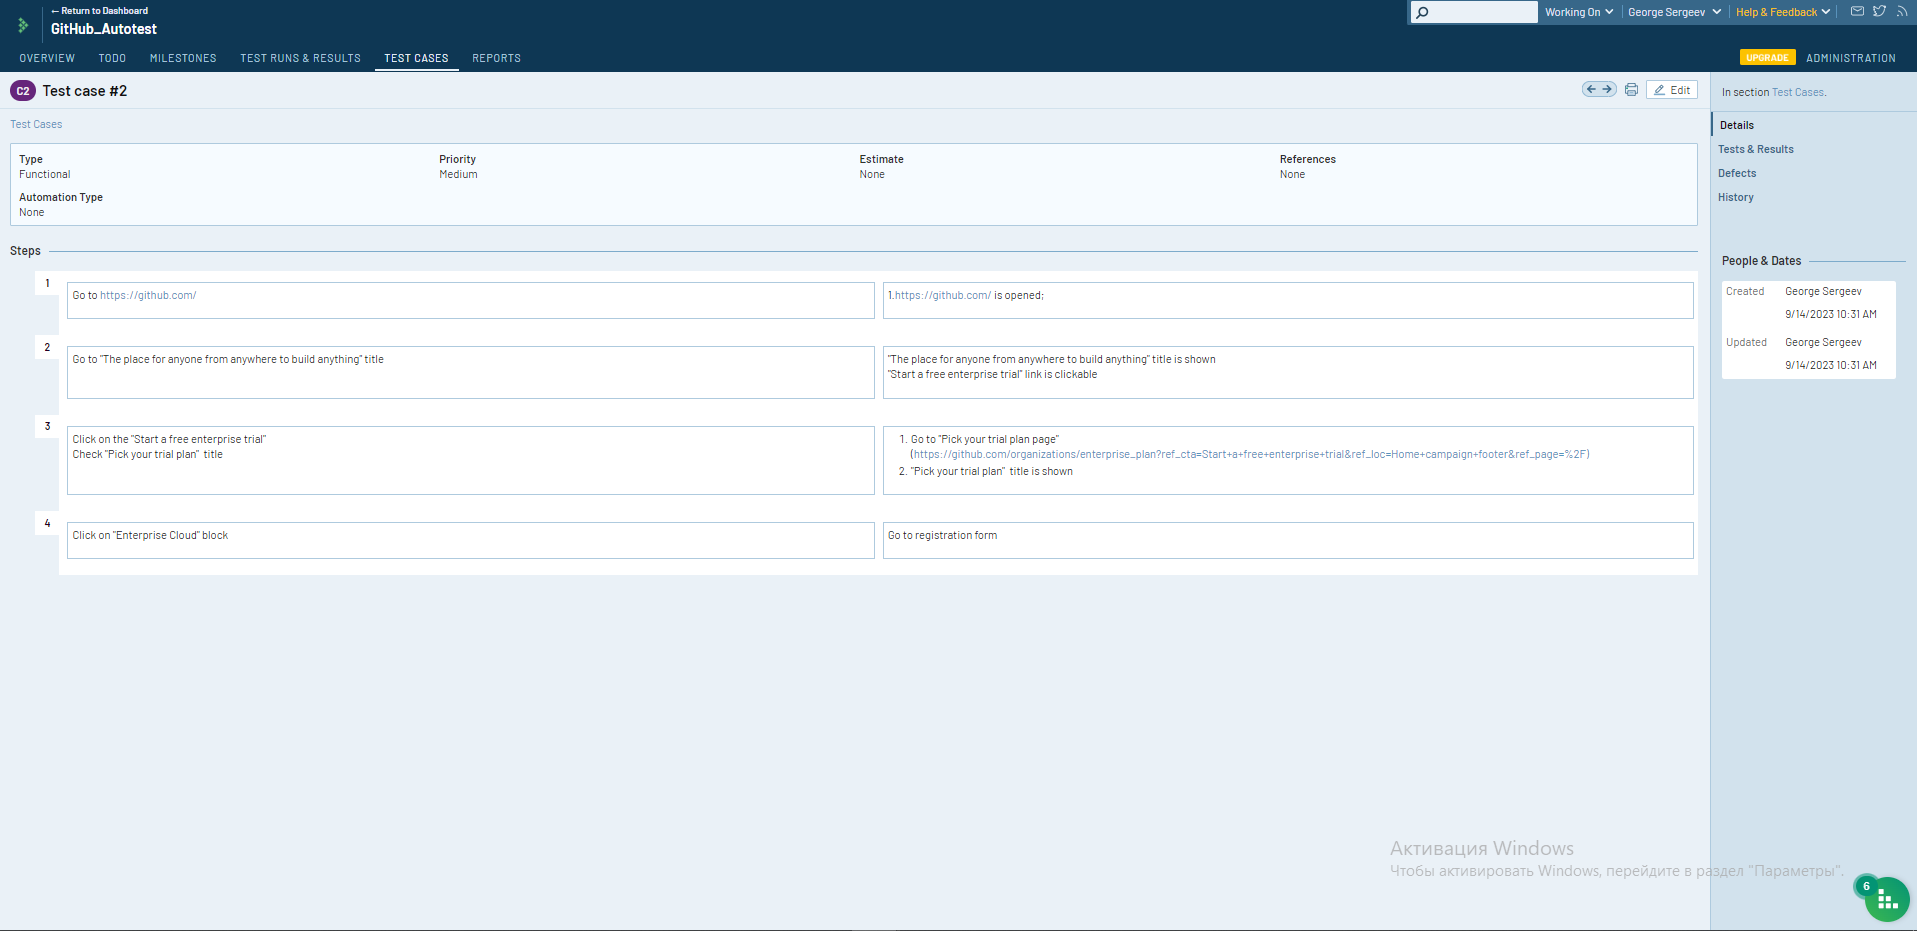 ← Return to Dashboard
GitHub_Autotest
Working On
George Sergeev
Help & Feedback
OVERVIEW
TODO
MILESTONES
TEST RUNS & RESULTS
TEST CASES
REPORTS
UPGRADE
ADMINISTRATION
C2 Test case #2
Edit
Test Cases
Type
Functional
Priority
Medium
Estimate
None
References
None
Automation Type
None
Steps
1
Go to https://github.com/
1.https://github.com/ is opened;
2
Go to "The place for anyone from anywhere to build anything" title
"The place for anyone from anywhere to build anything" title is shown
"Start a free enterprise trial" link is clickable
3
Click on the "Start a free enterprise trial"
Check "Pick your trial plan"  title
1. Go to "Pick your trial plan page"
(https://github.com/organizations/enterprise_plan?ref_cta=Start+a+free+enterprise+trial&ref_loc=Home+campaign+footer&ref_page=%2F)
2. "Pick your trial plan"  title is shown
4
Click on "Enterprise Cloud" block
Go to registration form
In section Test Cases.
Details
Tests & Results
Defects
History
People & Dates
Created
George Sergeev
9/14/2023 10:31 AM
Updated
George Sergeev
9/14/2023 10:31 AM
Активация Windows
Чтобы активировать Windows, перейдите в раздел "Параметры".
6